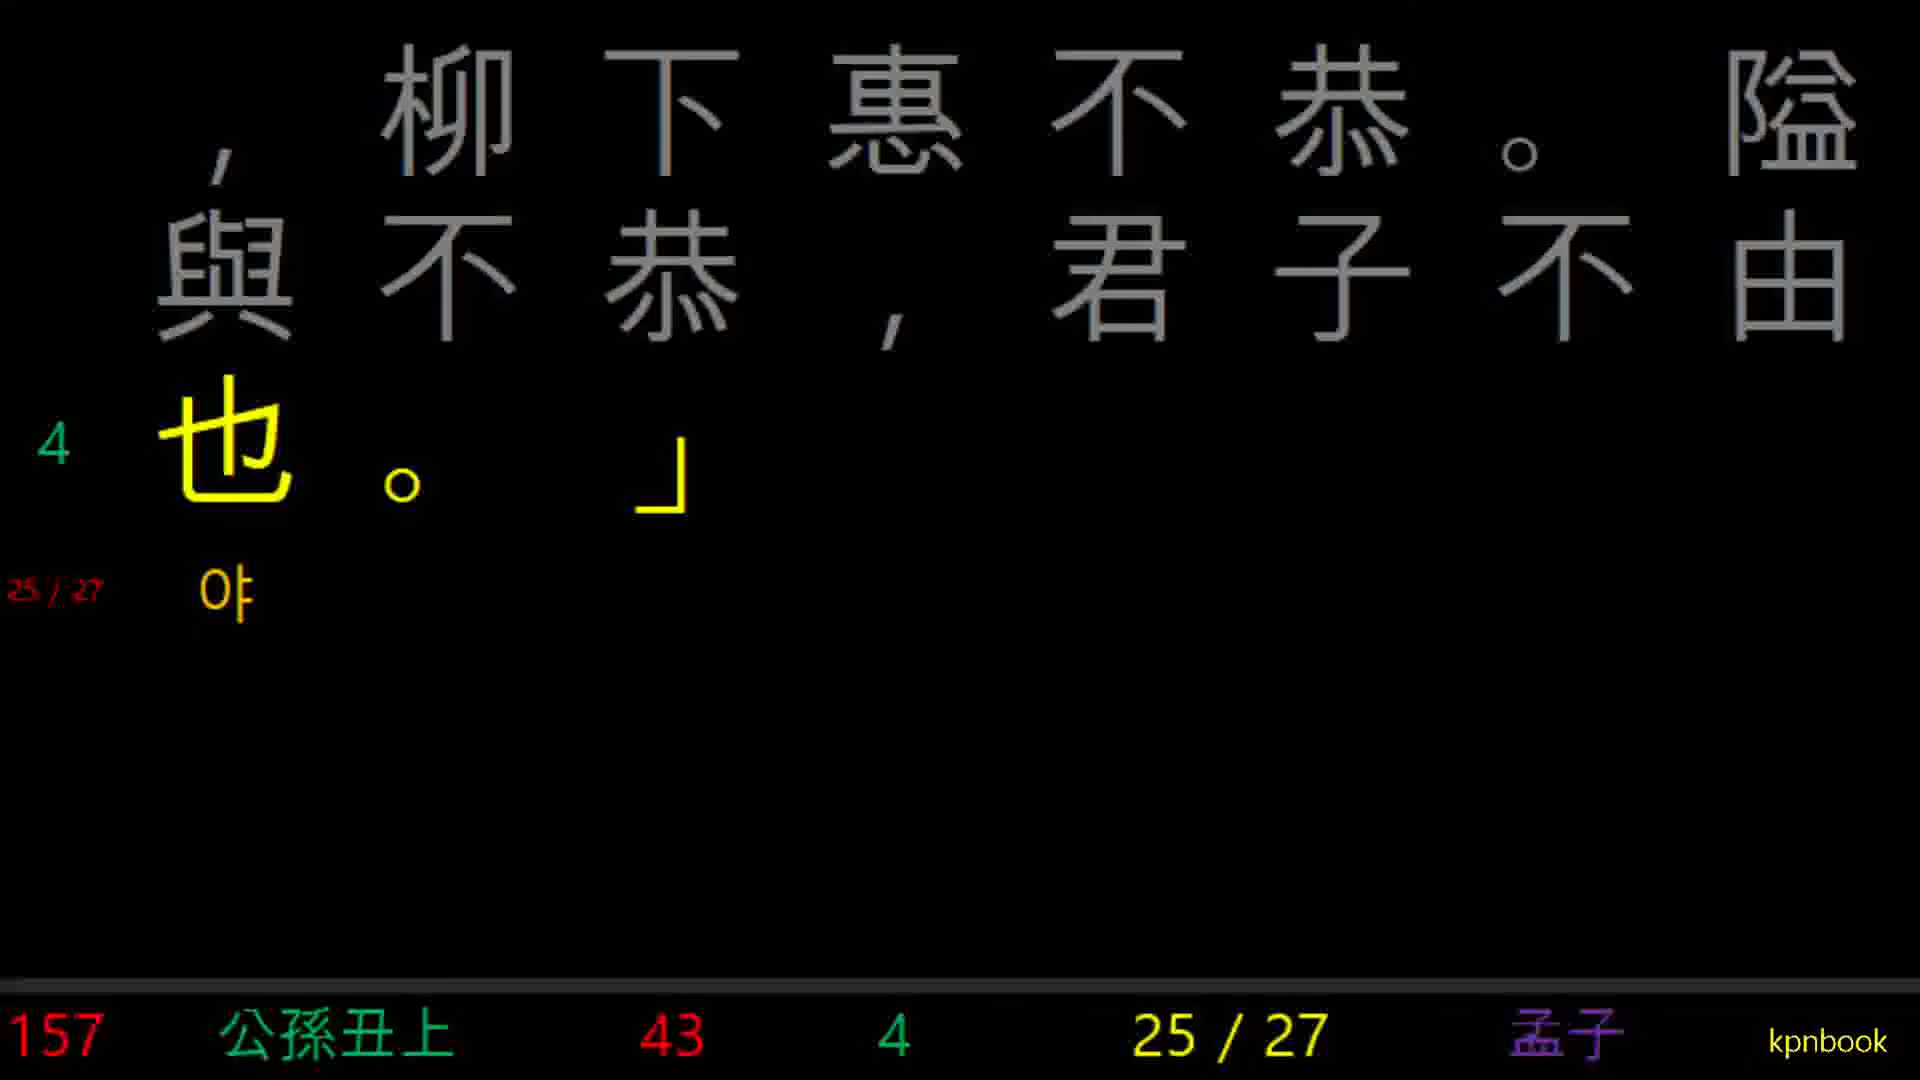 , 柳下惠不恭。隘
與不恭, 君子不由
4 也。」
25 / 27 야
157 公孫丑上 43 4 25 / 27 孟子 kpnbook